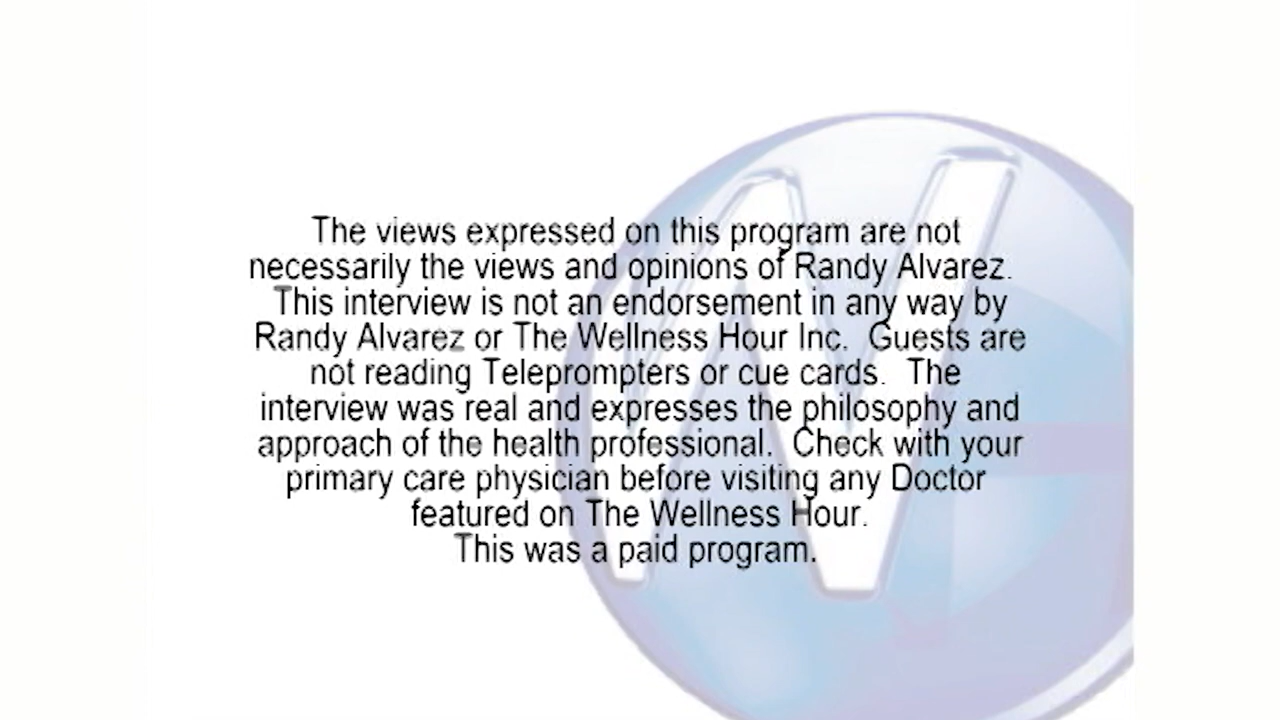 The views expressed on this program are not
necessarily the views and opinions of Randy Alvarez.
This interview is not an endorsement in any way by
Randy Alvarez or The Wellness Hour Inc.  Guests are
not reading Teleprompters or cue cards.  The
interview was real and expresses the philosophy and
approach of the health professional.  Check with your
primary care physician before visiting any Doctor
featured on The Wellness Hour.
This was a paid program.